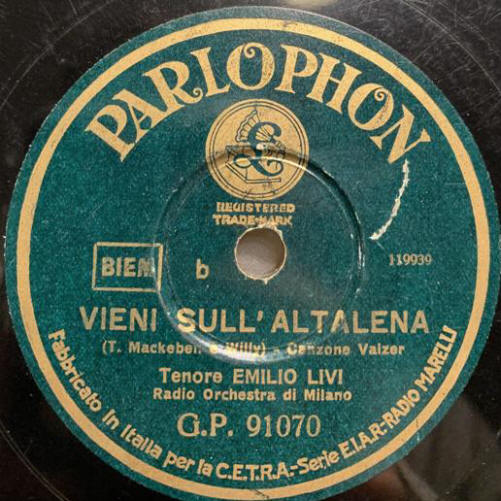 PARLOPHON
REGISTERED
TRADE-MARK
119939
BIEM b
VIENI SULL'ALTALENA
(T. Mackeben e Willy) - Canzone Valzer
Tenore EMILIO LIVI
Radio Orchestra di Milano
G.P. 91070
Fabbricato in Italia per la C.E.T.R.A.-Serie E.I.A.R-RADIO MARELLI